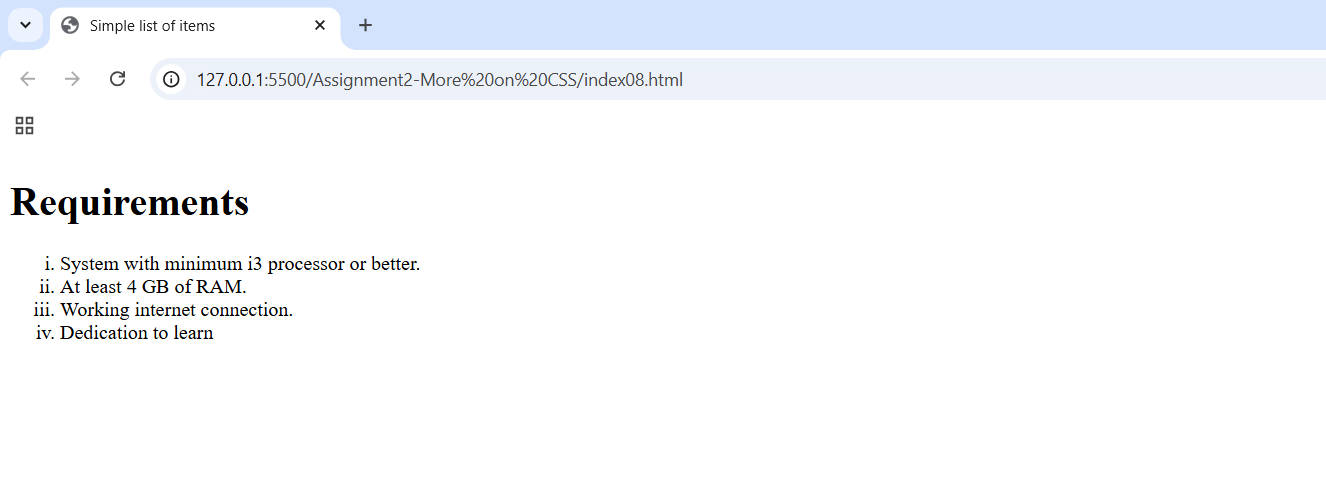 Simple list of items
127.0.0.1:5500/Assignment2-More%20on%20CSS/index08.html
Requirements
i. System with minimum i3 processor or better.
ii. At least 4 GB of RAM.
iii. Working internet connection.
iv. Dedication to learn